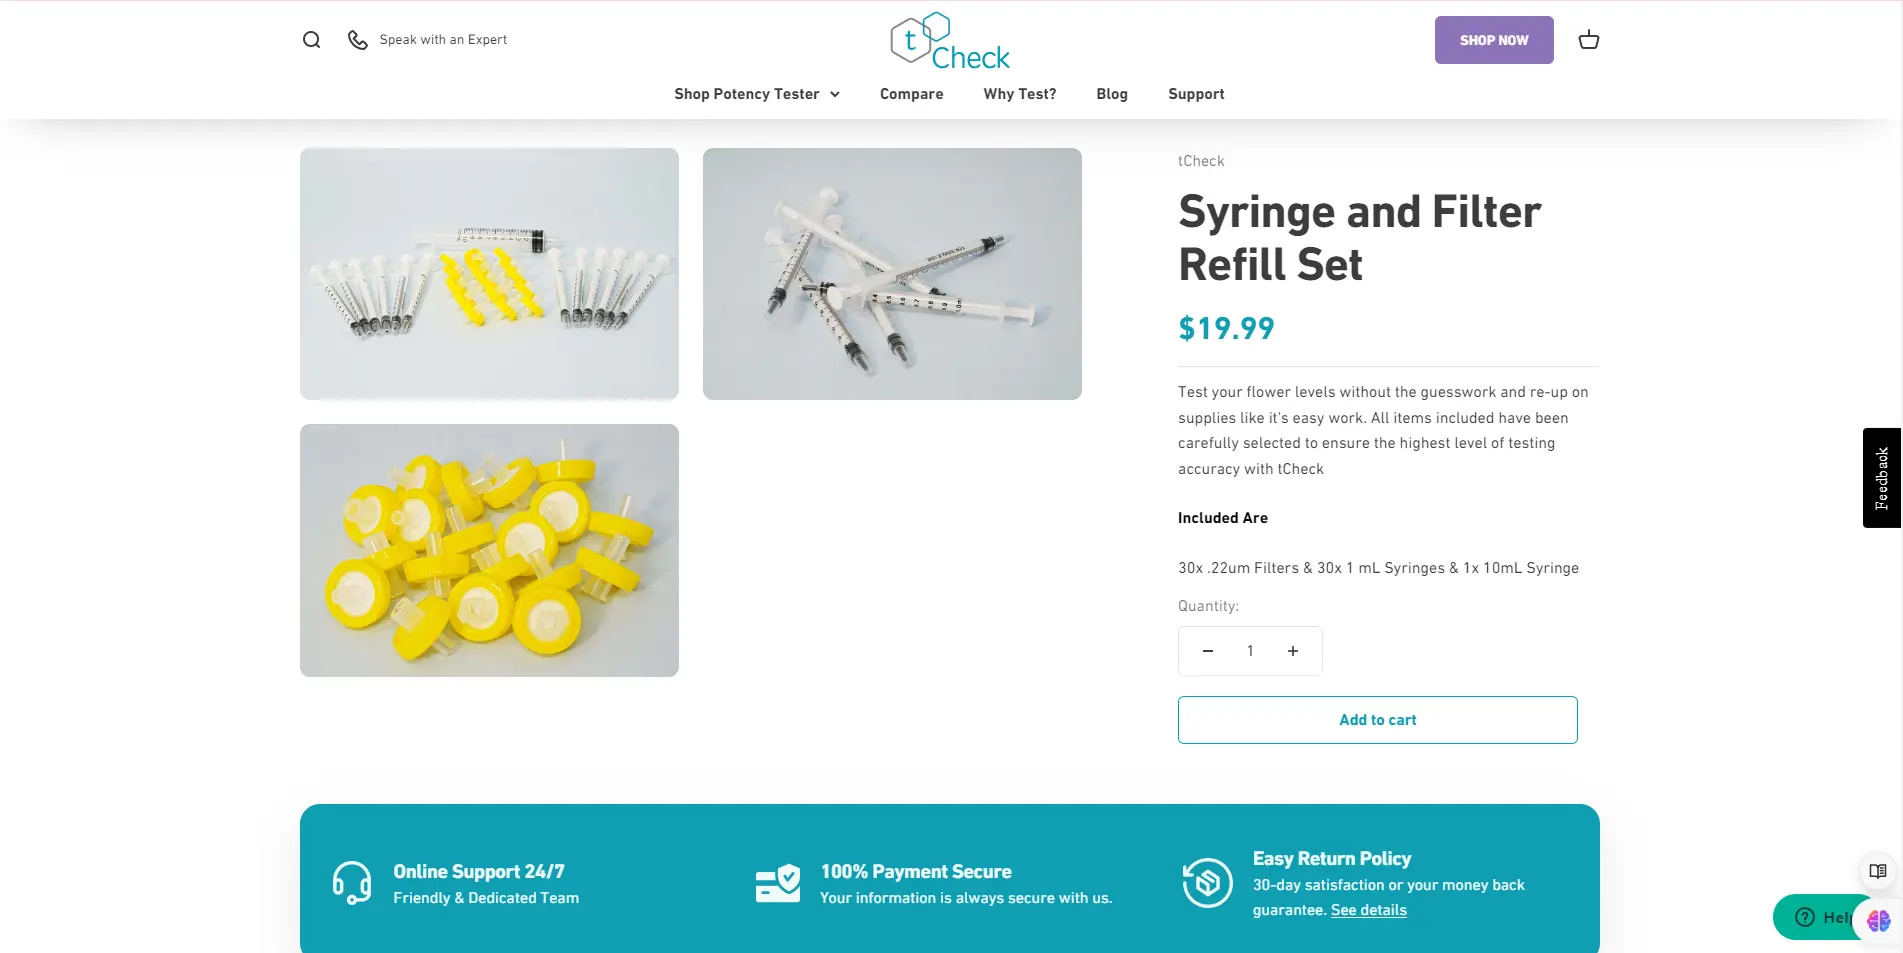 Speak with an Expert
t
Check
SHOP NOW
Shop Potency Tester
Compare
Why Test?
Blog
Support
tCheck
Syringe and Filter
Refill Set
$19.99
Test your flower levels without the guesswork and re-up on
supplies like it's easy work. All items included have been
carefully selected to ensure the highest level of testing
accuracy with tCheck
Included Are
30x .22um Filters & 30x 1 mL Syringes & 1x 10mL Syringe
Quantity:
1
Add to cart
Feedback
Online Support 24/7
Friendly & Dedicated Team
100% Payment Secure
Your information is always secure with us.
Easy Return Policy
30-day satisfaction or your money back
guarantee. See details